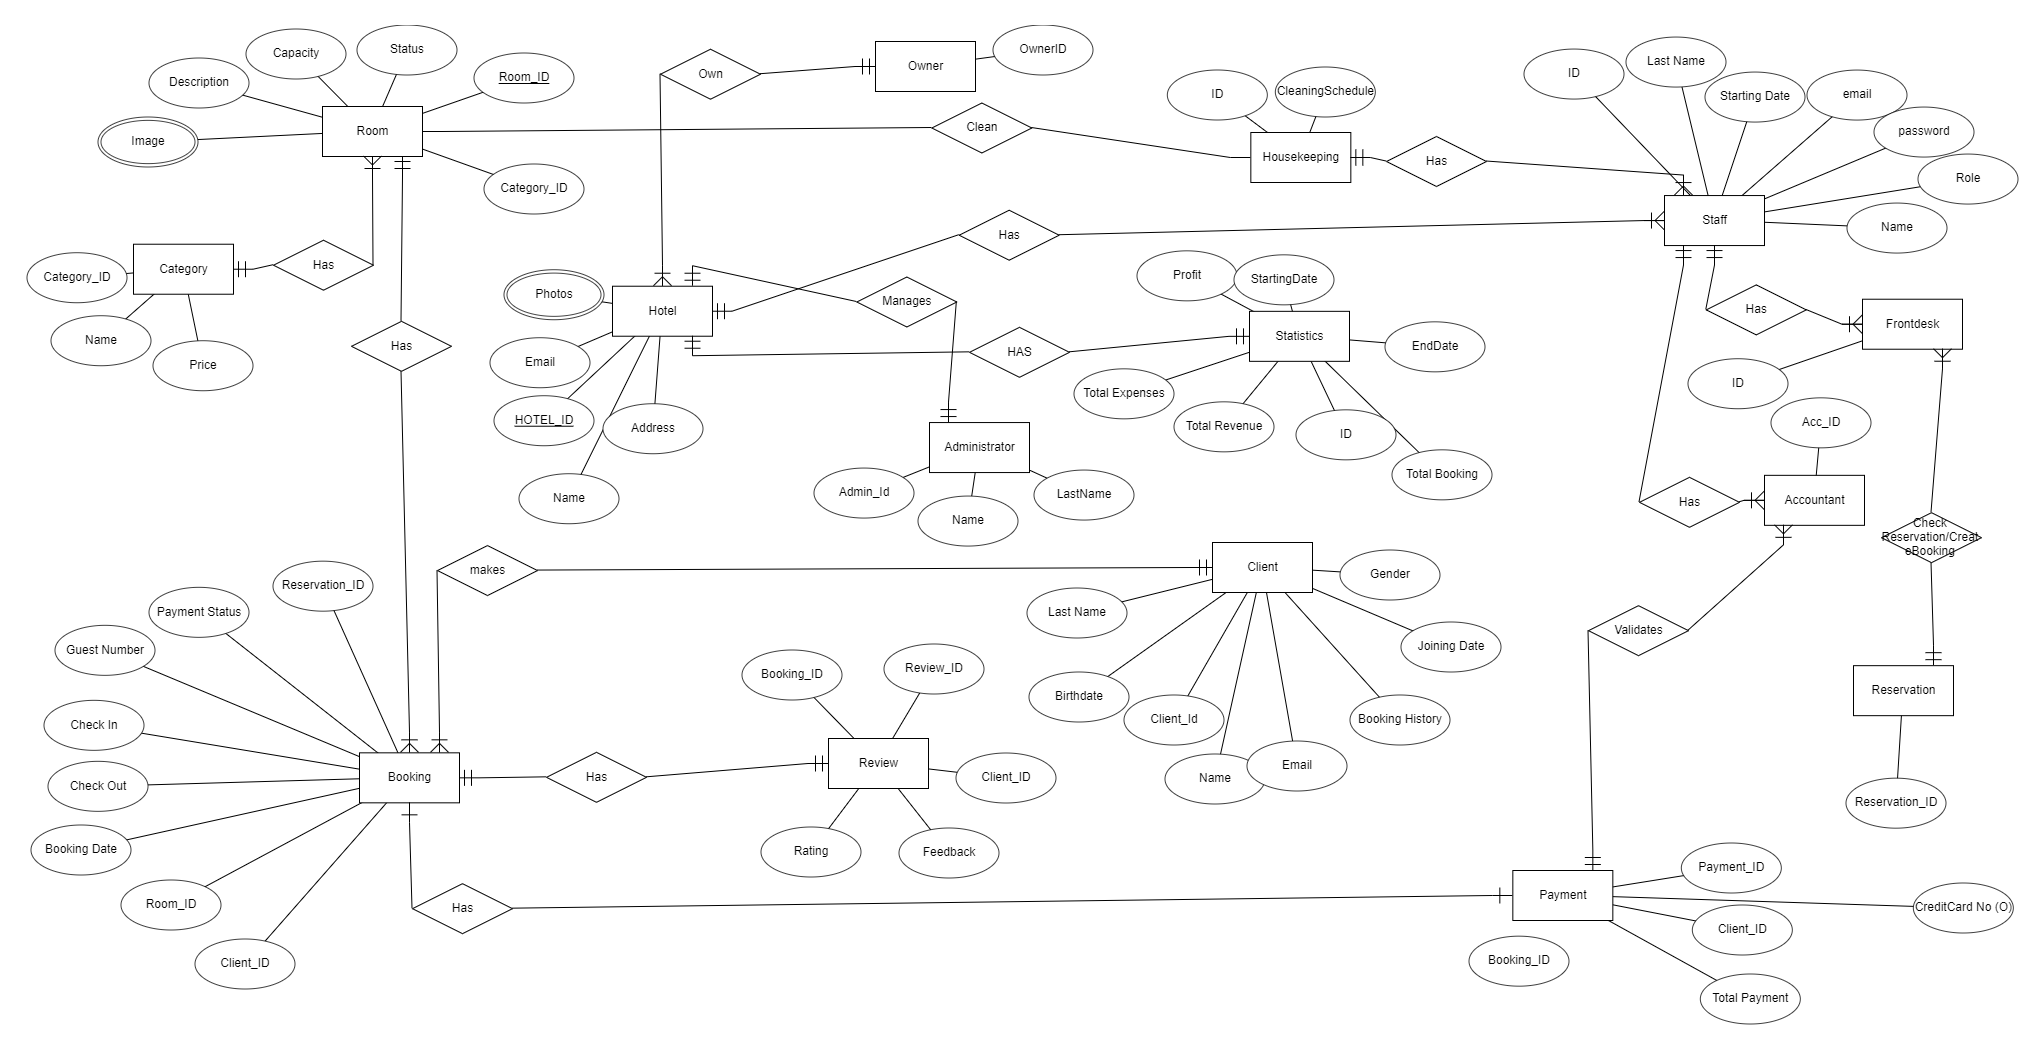 Status
Capacity
OwnerID
Owner
Own
Last Name
ID
Room_ID
Description
CleaningSchedule
ID
email
Starting Date
Clean
Room
password
Image
Housekeeping
Has
Role
Category_ID
Staff
Name
Has
Has
Category
Category_ID
Profit
StartingDate
Photos
Manages
Has
Hotel
Frontdesk
Statistics
Name
Has
HAS
EndDate
Email
Price
ID
Total Expenses
HOTEL_ID
Address
Total Revenue
ID
Acc_ID
Administrator
Total Booking
Admin_Id
LastName
Name
Name
Has
Accountant
Check
Reservation/Creat
eBooking
makes
Client
Gender
Reservation_ID
Payment Status
Last Name
Validates
Guest Number
Joining Date
Booking_ID
Review_ID
Birthdate
Reservation
Client_Id
Booking History
Check In
Review
Email
Booking
Has
Client_ID
Name
Check Out
Reservation_ID
Booking Date
Rating
Feedback
Payment_ID
Payment
Room_ID
Has
CreditCard No (O)
Client_ID
Client_ID
Booking_ID
Total Payment